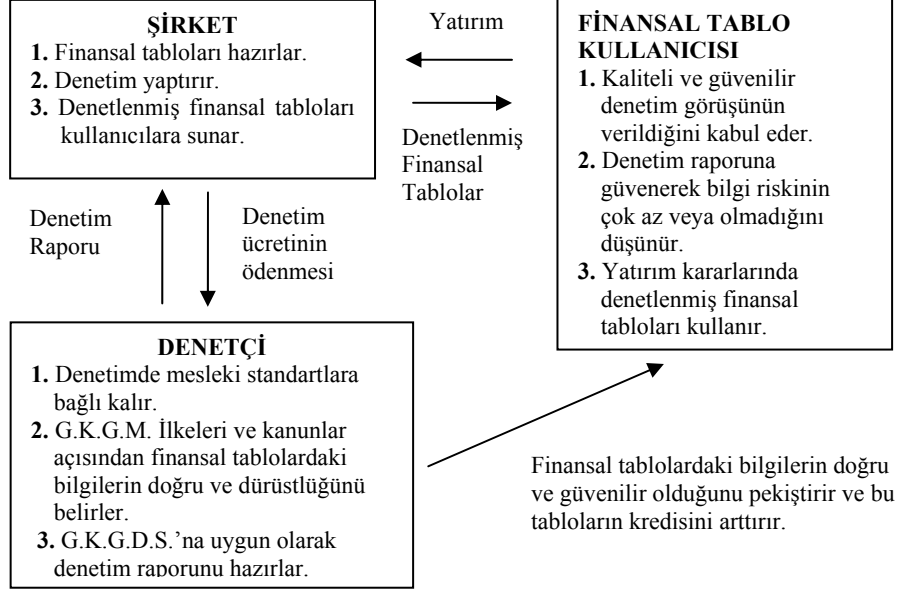 ŞİRKET
1. Finansal tabloları hazırlar.
2. Denetim yaptırır.
3. Denetlenmiş finansal tabloları
kullanıcılara sunar.
Yatırım
Denetlenmiş
Finansal
Tablolar
FİNANSAL TABLO
KULLANICISI
1. Kaliteli ve güvenilir
denetim görüşünün
verildiğini kabul eder.
2. Denetim raporuna
güvenerek bilgi riskinin
çok az veya olmadığını
düşünür.
3. Yatırım kararlarında
denetlenmiş finansal
tabloları kullanır.
Denetim
Raporu
Denetim
ücretinin
ödenmesi
DENETÇİ
1. Denetimde mesleki standartlara
bağlı kalır.
2. G.K.G.M. İlkeleri ve kanunlar
açısından finansal tablolardaki
bilgilerin doğru ve dürüstlüğünü
belirler.
3. G.K.G.D.S.’na uygun olarak
denetim raporunu hazırlar.
Finansal tablolardaki bilgilerin doğru
ve güvenilir olduğunu pekiştirir ve bu
tabloların kredisini arttırır.